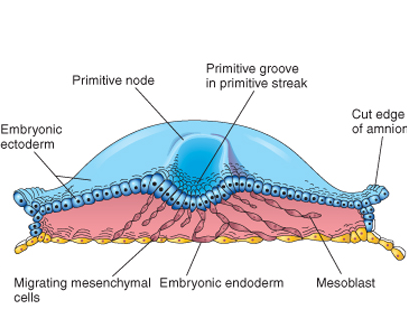 Primitive node
Primitive groove
in primitive streak
Cut edge
of amnion
Embryonic
ectoderm
Migrating mesenchymal
cells
Embryonic endoderm
Mesoblast